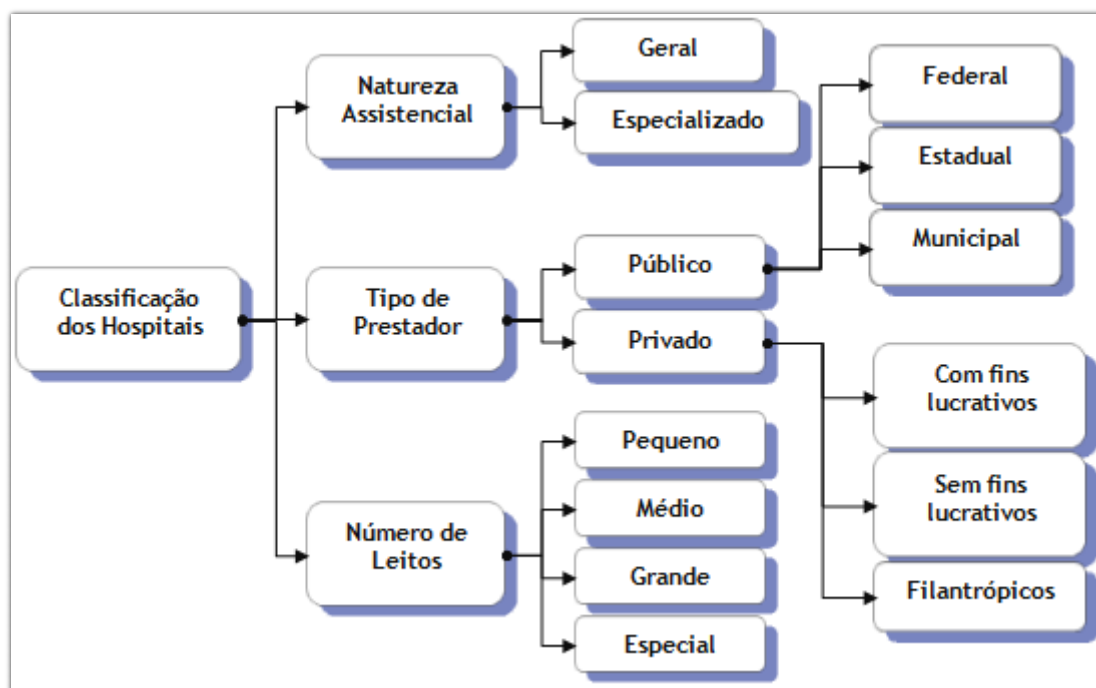 Classificação
dos Hospitais
Natureza
Assistencial
Geral
Especializado
Tipo de
Prestador
Público
Federal
Estadual
Municipal
Privado
Com fins
lucrativos
Sem fins
lucrativos
Filantrópicos
Número de
Leitos
Pequeno
Médio
Grande
Especial